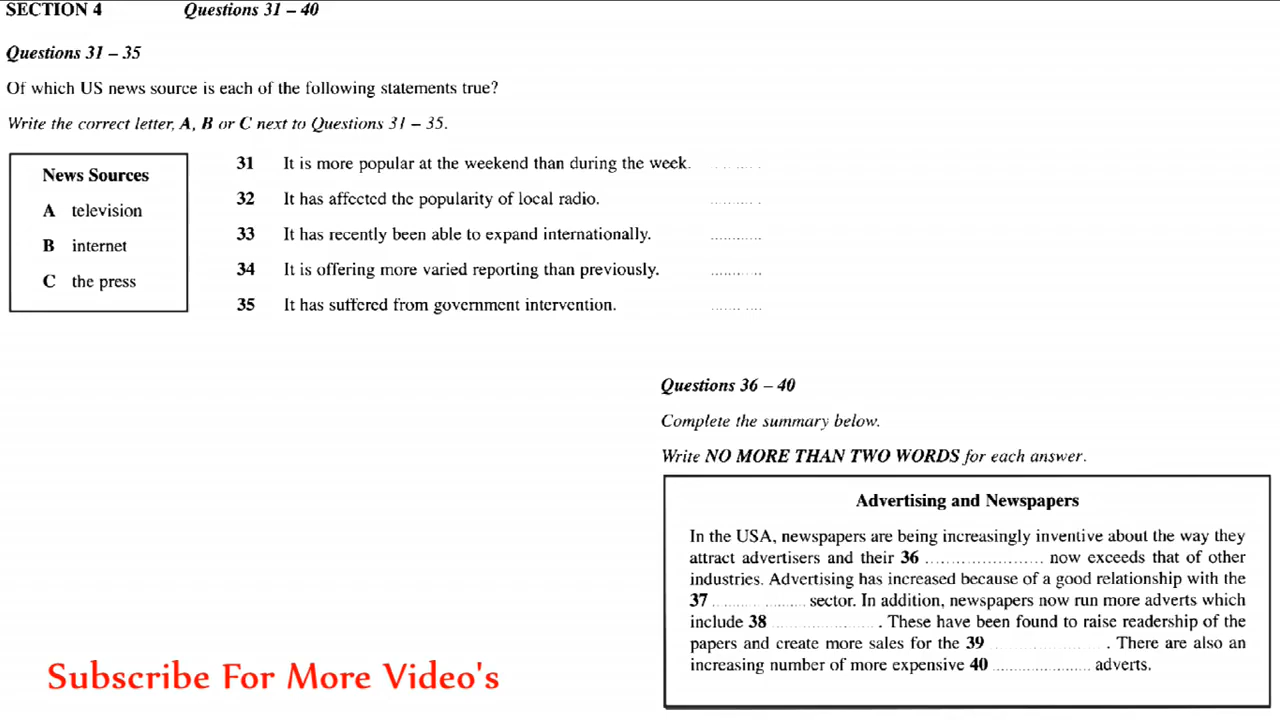 SECTION 4 Questions 31 – 40
Questions 31 – 35
Of which US news source is each of the following statements true?
Write the correct letter, A, B or C next to Questions 31 – 35.
News Sources
A television
B internet
C the press
31 It is more popular at the weekend than during the week. ............
32 It has affected the popularity of local radio. ............
33 It has recently been able to expand internationally. ............
34 It is offering more varied reporting than previously. ............
35 It has suffered from government intervention. ............
Questions 36 – 40
Complete the summary below.
Write NO MORE THAN TWO WORDS for each answer.
Advertising and Newspapers
In the USA, newspapers are being increasingly inventive about the way they
attract advertisers and their 36 ........................ now exceeds that of other
industries. Advertising has increased because of a good relationship with the
37 ...................... sector. In addition, newspapers now run more adverts which
include 38 ........................ . These have been found to raise readership of the
papers and create more sales for the 39 ........................ . There are also an
increasing number of more expensive 40 ...................... adverts.
Subscribe For More Video's